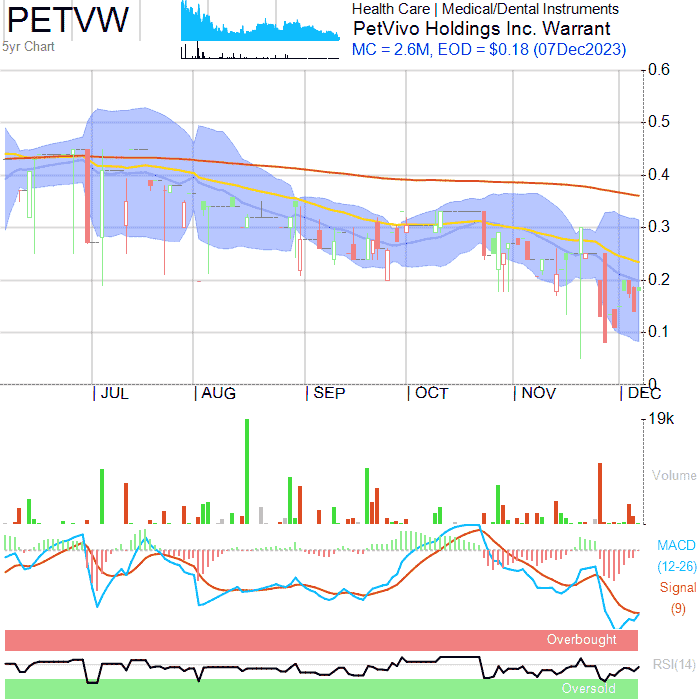 PETVW
5yr Chart
Health Care | Medical/Dental Instruments
PetVivo Holdings Inc. Warrant
MC = 2.6M, EOD = $0.18 (07Dec2023)
0.6
0.5
0.4
0.3
0.2
0.1
0
JUL AUG SEP OCT NOV DEC
19k
Volume
MACD
(12-26)
Signal
(9)
Overbought
RSI(14)
Oversold